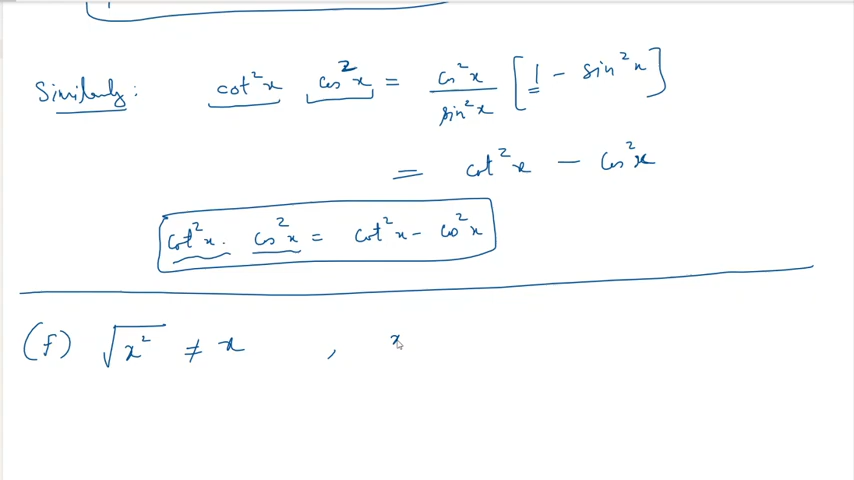 Similarly: cot²x cos²x = cos²x/sin²x [1 - sin²x]
= cot²x - cos²x
cot²x. cos²x = cot²x - cos²x
(f) √x² ≠ x , x